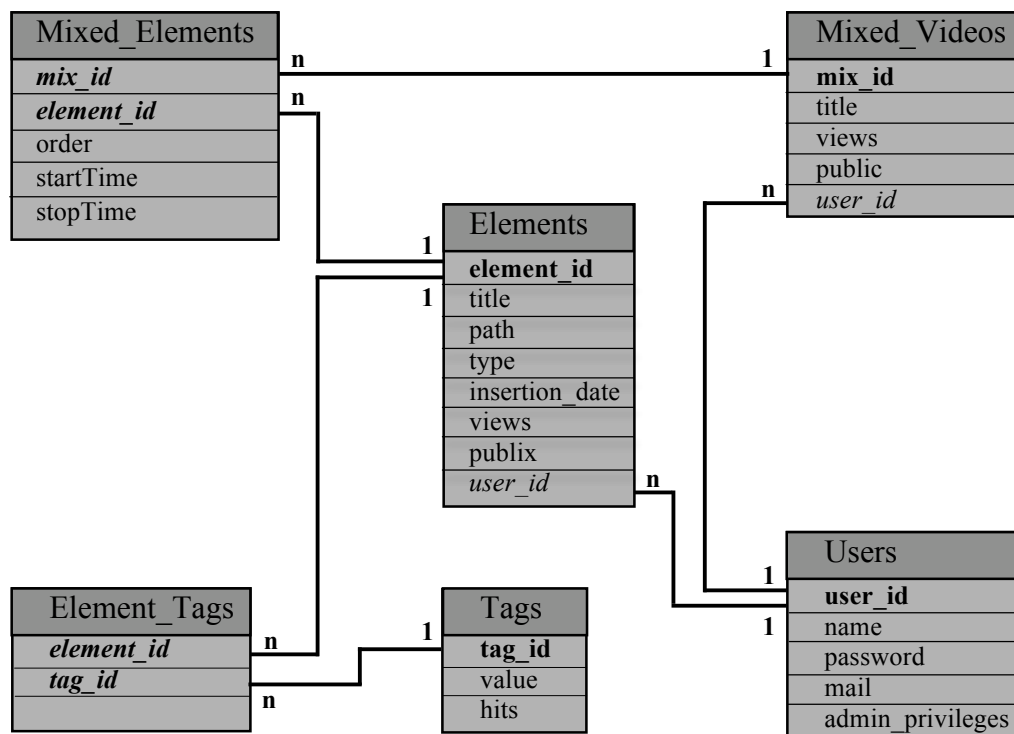 Mixed_Elements
mix_id
element_id
order
startTime
stopTime
n
n
1
Mixed_Videos
mix_id
title
views
public
user_id
n
Elements
element_id
title
path
type
insertion_date
views
publix
user_id
1
1
n
Users
user_id
name
password
mail
admin_privileges
1
1
Element_Tags
element_id
tag_id
n
n
1
Tags
tag_id
value
hits